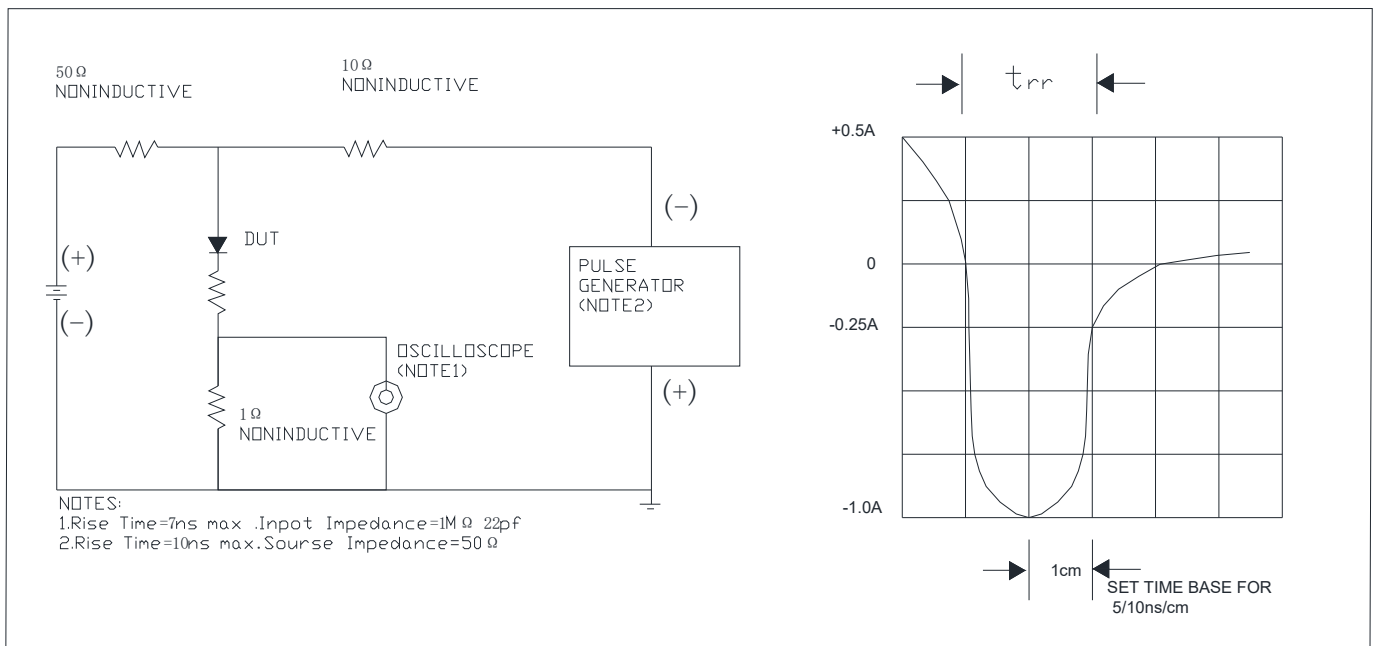 50Ω
NONINDUCTIVE
10Ω
NONINDUCTIVE
(+)
(−)
DUT
OSCILLOSCOPE
(NOTE1)
1Ω
NONINDUCTIVE
(−)
PULSE
GENERATOR
(NOTE2)
(+)
NOTES:
1.Rise Time=7ns max .Inpot Impedance=1MΩ 22pf
2.Rise Time=10ns max.Sourse Impedance=50Ω
trr
+0.5A
0
-0.25A
-1.0A
1cm
SET TIME BASE FOR
5/10ns/cm